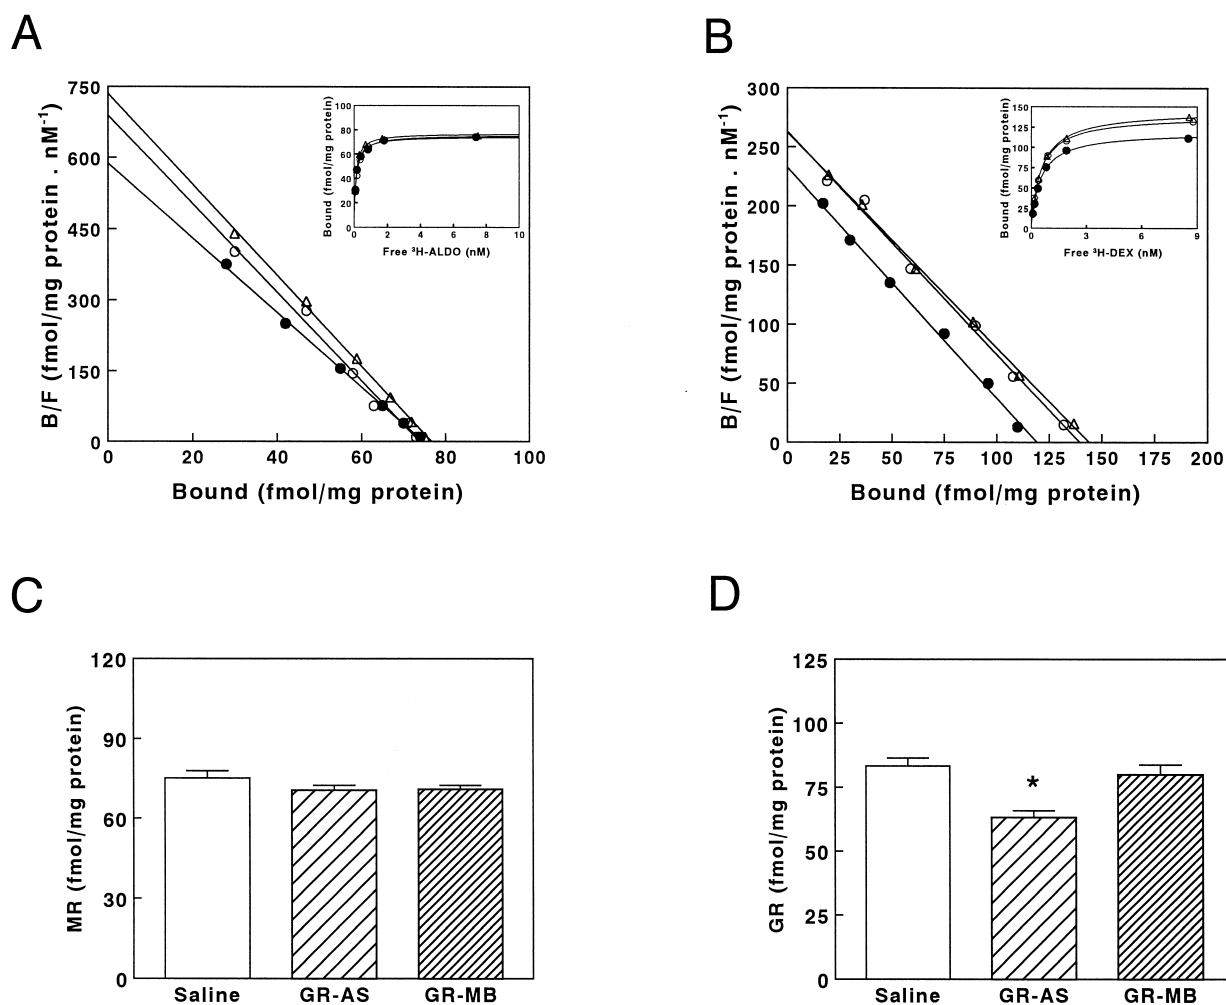 A
B/F (fmol/mg protein . nM⁻¹)
750
600
450
300
150
0
0 20 40 60 80 100
Bound (fmol/mg protein)
Bound (fmol/mg protein)
100
80
60
40
20
0
0 2 4 6 8 10
Free ³H-ALDO (nM)
B
B/F (fmol/mg protein . nM⁻¹)
300
250
200
150
100
50
0
0 25 50 75 100 125 150 175 200
Bound (fmol/mg protein)
Bound (fmol/mg protein)
150
125
100
75
50
25
0
0 3 6 9
Free ³H-DEX (nM)
C
MR (fmol/mg protein)
120
90
60
30
0
Saline GR-AS GR-MB
D
GR (fmol/mg protein)
125
100
75
50
25
0
*
Saline GR-AS GR-MB